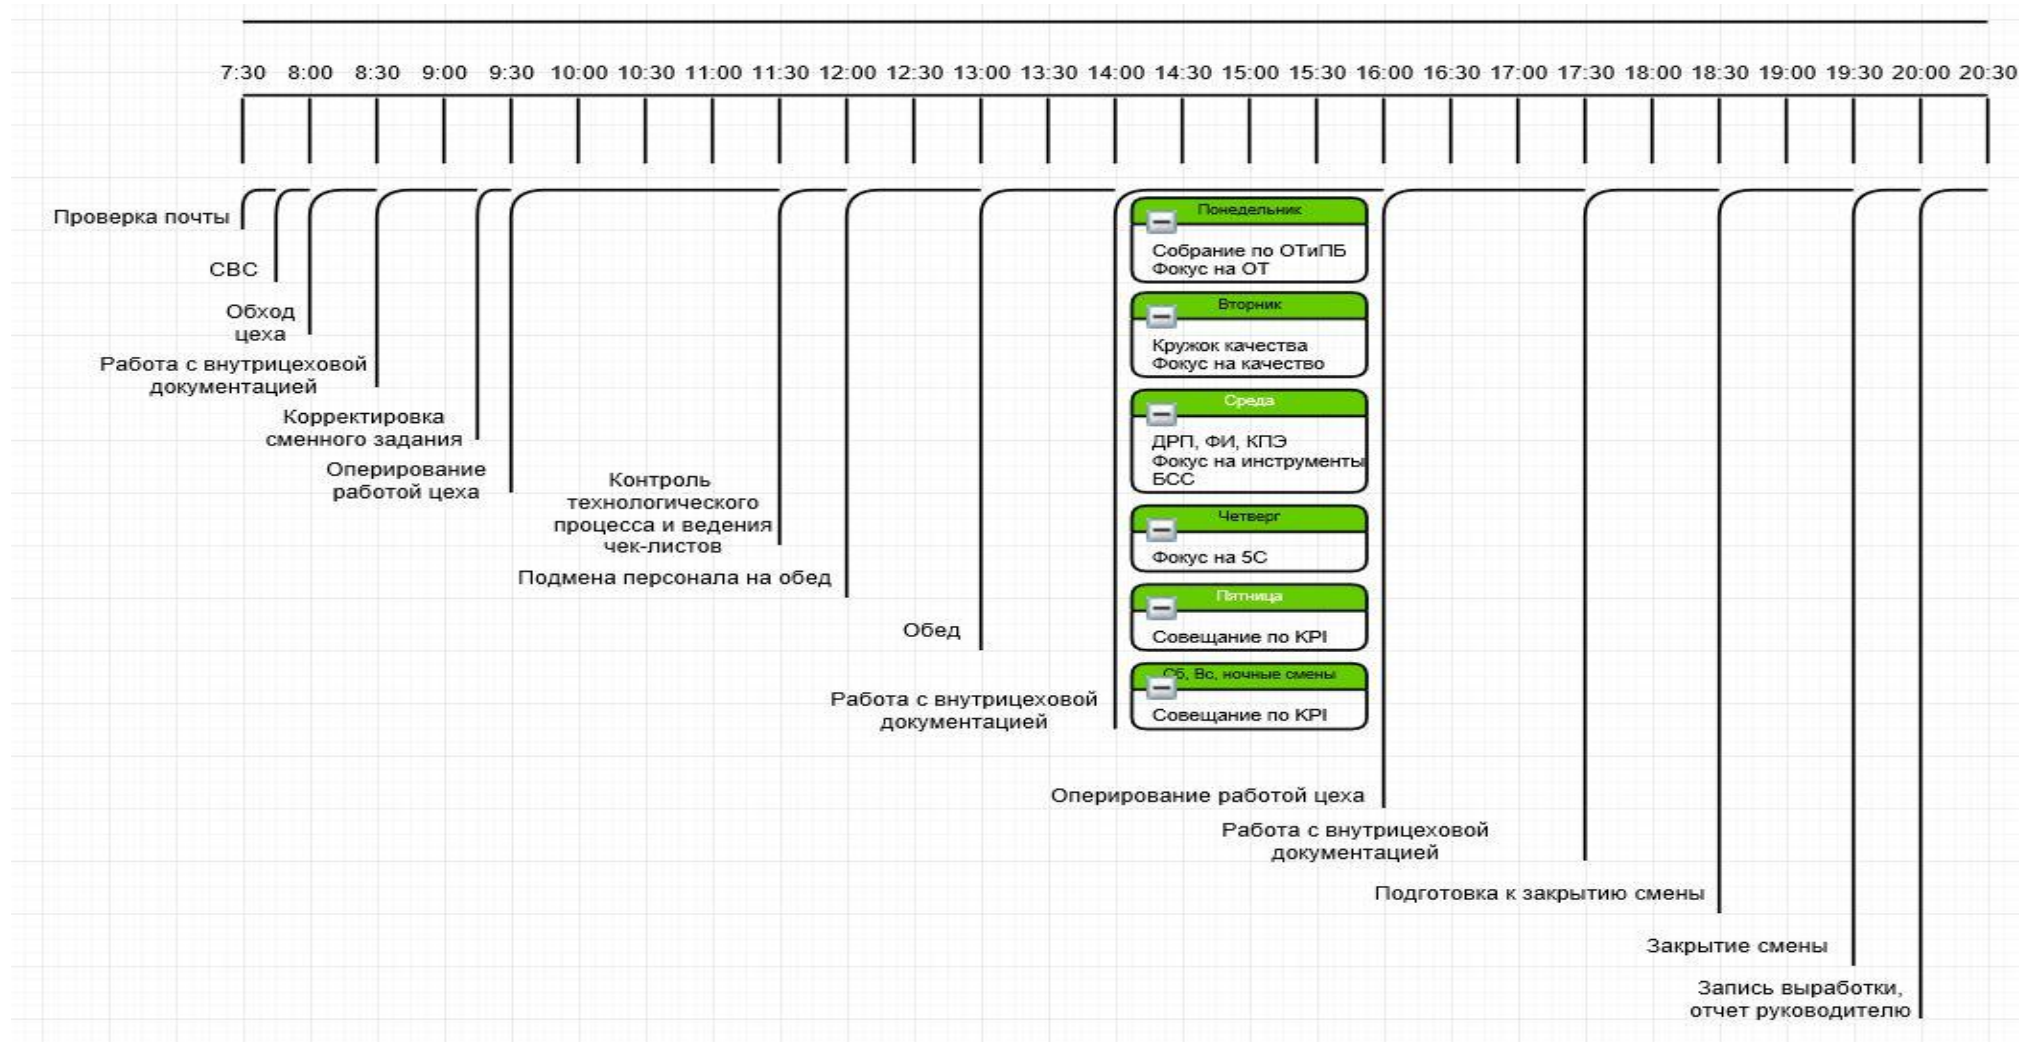 7:30 8:00 8:30 9:00 9:30 10:00 10:30 11:00 11:30 12:00 12:30 13:00 13:30 14:00 14:30 15:00 15:30 16:00 16:30 17:00 17:30 18:00 18:30 19:00 19:30 20:00 20:30
Проверка почты
СВС
Обход
цеха
Работа с внутрицеховой
документацией
Корректировка
сменного задания
Оперирование
работой цеха
Контроль
технологического
процесса и ведения
чек-листов
Подмена персонала на обед
Обед
Работа с внутрицеховой
документацией
Понедельник
Собрание по ОТиПБ
Фокус на ОТ
Вторник
Кружок качества
Фокус на качество
Среда
ДРП, ФИ, КПЭ
Фокус на инструменты
БСС
Четверг
Фокус на 5С
Пятница
Совещание по KPI
Сб, Вс, ночные смены
Совещание по KPI
Оперирование работой цеха
Работа с внутрицеховой
документацией
Подготовка к закрытию смены
Закрытие смены
Запись выработки,
отчет руководителю